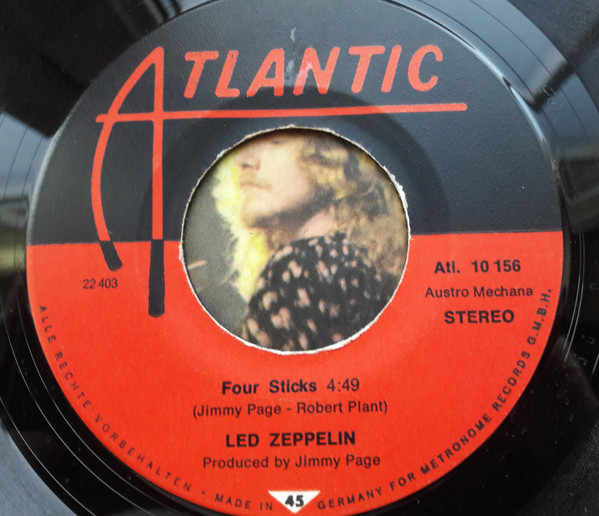 ATLANTIC
22 403
Atl. 10 156
Austro Mechana
STEREO
Four Sticks 4:49
(Jimmy Page - Robert Plant)
LED ZEPPELIN
Produced by Jimmy Page
ALLE RECHTE VORBEHALTEN · MADE IN 45 GERMANY FOR METRONOME RECORDS G.M.B.H.